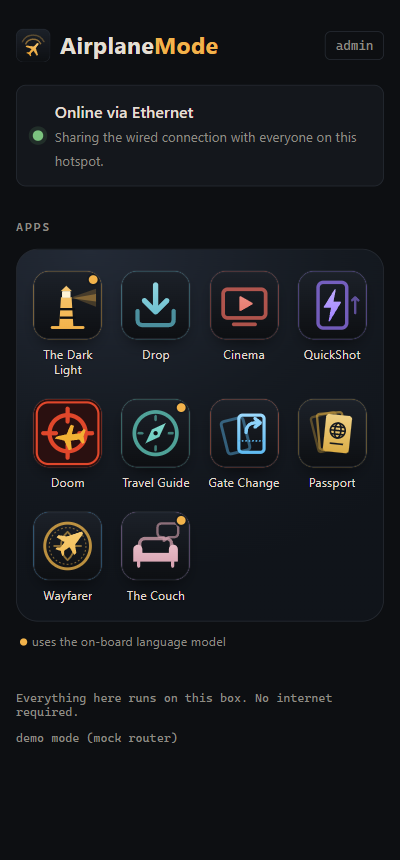 AirplaneMode
admin
Online via Ethernet
Sharing the wired connection with everyone on this
hotspot.
APPS
The Dark
Light
Drop
Cinema
QuickShot
Doom
Travel Guide
Gate Change
Passport
Wayfarer
The Couch
uses the on-board language model
Everything here runs on this box. No internet
required.
demo mode (mock router)